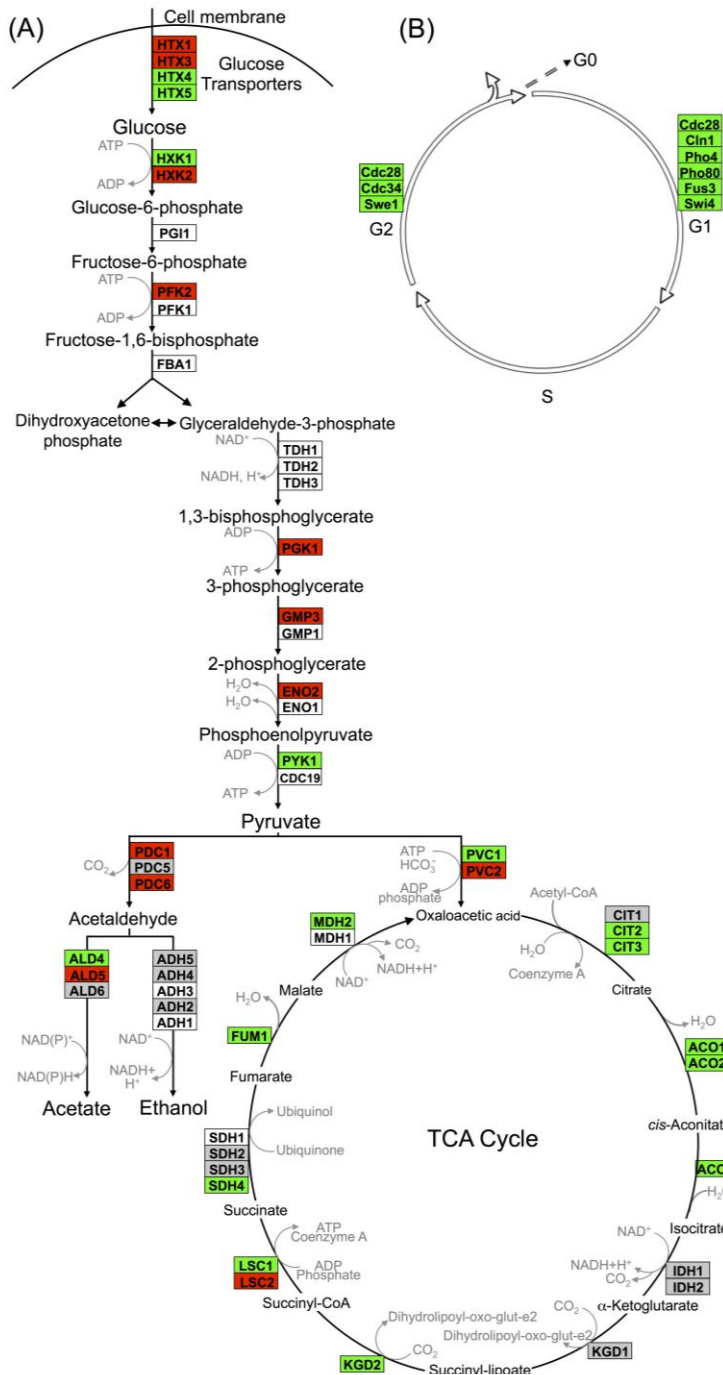 (A)
Cell membrane
HTX1
HTX3
HTX4
HTX5
Glucose
Transporters
Glucose
ATP
ADP
HXK1
HXK2
Glucose-6-phosphate
PGI1
Fructose-6-phosphate
ATP
ADP
PFK2
PFK1
Fructose-1,6-bisphosphate
FBA1
Dihydroxyacetone
phosphate
Glyceraldehyde-3-phosphate
NAD⁺
NADH, H⁺
TDH1
TDH2
TDH3
1,3-bisphosphoglycerate
ADP
ATP
PGK1
3-phosphoglycerate
GMP3
GMP1
2-phosphoglycerate
H₂O
H₂O
ENO2
ENO1
Phosphoenolpyruvate
ADP
ATP
PYK1
CDC19
Pyruvate
CO₂
PDC1
PDC5
PDC6
Acetaldehyde
ALD4
ALD5
ALD6
ADH5
ADH4
ADH3
ADH2
ADH1
NAD(P)⁺
NAD(P)H
NAD⁺
NADH+
H⁺
Acetate
Ethanol
ATP
HCO₃⁻
ADP
phosphate
PVC1
PVC2
Oxaloacetic acid
Acetyl-CoA
H₂O
Coenzyme A
CIT1
CIT2
CIT3
Citrate
H₂O
ACO1
ACO2
cis-Aconitat
ACO
H₂O
Isocitrate
NAD⁺
NADH+H⁺
CO₂
IDH1
IDH2
α-Ketoglutarate
CO₂
Dihydrolipoyl-oxo-glut-e2
Dihydrolipoyl-oxo-glut-e2
KGD1
Succinyl-lipoate
CO₂
KGD2
Succinyl-CoA
LSC1
LSC2
ATP
Coenzyme A
ADP
Phosphate
Succinate
SDH1
SDH2
SDH3
SDH4
Ubiquinol
Ubiquinone
Fumarate
FUM1
H₂O
Malate
MDH2
MDH1
CO₂
NADH+H⁺
NAD⁺
TCA Cycle
(B)
G0
Cdc28
Cln1
Pho4
Pho80
Fus3
Swi4
G1
Cdc28
Cdc34
Swe1
G2
S